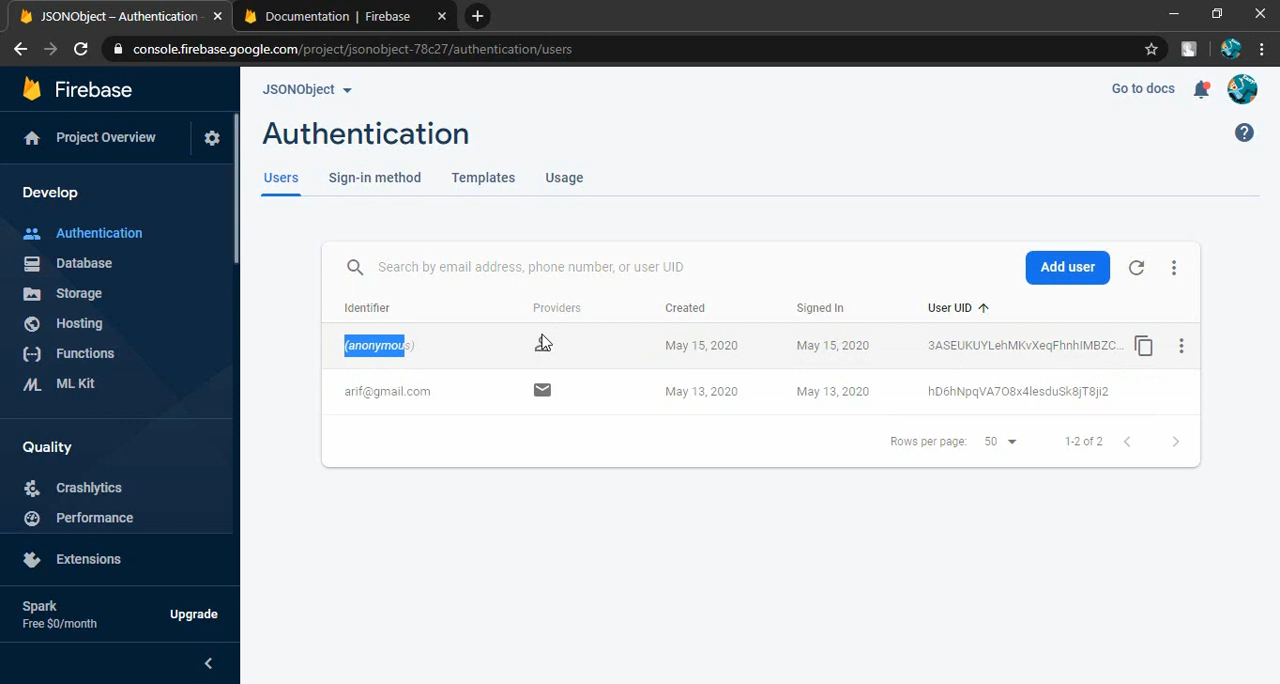 JSONObject – Authentication -
Documentation | Firebase
console.firebase.google.com/project/jsonobject-78c27/authentication/users
Firebase
Project Overview
Develop
Authentication
Database
Storage
Hosting
Functions
ML Kit
Quality
Crashlytics
Performance
Extensions
Spark
Free $0/month
Upgrade
JSONObject
Go to docs
Authentication
Users Sign-in method Templates Usage
Search by email address, phone number, or user UID
Add user
Identifier Providers Created Signed In User UID
(anonymous) May 15, 2020 May 15, 2020 3ASEUKUYLehMKvXeqFhnhIMBZC...
arif@gmail.com May 13, 2020 May 13, 2020 hD6hNpqVA7O8x4lesduSk8jT8ji2
Rows per page: 50 1-2 of 2